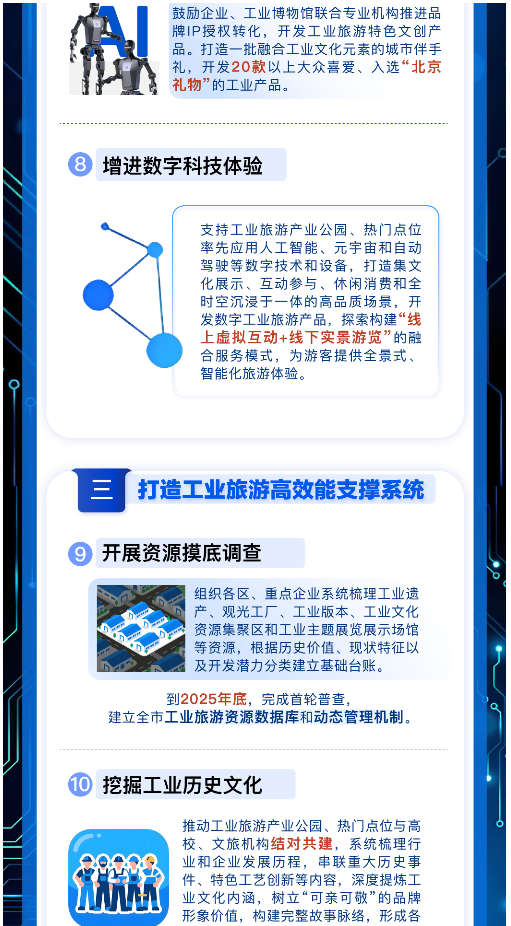 AI
鼓励企业、工业博物馆联合专业机构推进品
牌IP授权转化，开发工业旅游特色文创产
品。打造一批融合工业文化元素的城市伴手
礼，开发20款以上大众喜爱、入选“北京
礼物”的工业产品。
8 增进数字科技体验
支持工业旅游产业公园、热门点位
率先应用人工智能、元宇宙和自动
驾驶等数字技术和设备，打造集文
化展示、互动参与、休闲消费和全
时空沉浸于一体的高品质场景，开
发数字工业旅游产品，探索构建“线
上虚拟互动+线下实景游览”的融
合服务模式，为游客提供全景式、
智能化旅游体验。
三 打造工业旅游高效能支撑系统
9 开展资源摸底调查
组织各区、重点企业系统梳理工业遗
产、观光工厂、工业版本、工业文化
资源集聚区和工业主题展览展示场馆
等资源，根据历史价值、现状特征以
及开发潜力分类建立基础台账。
到2025年底，完成首轮普查，
建立全市工业旅游资源数据库和动态管理机制。
10 挖掘工业历史文化
推动工业旅游产业公园、热门点位与高
校、文旅机构结对共建，系统梳理行
业和企业发展历程，串联重大历史事
件、特色工艺创新等内容，深度提炼工
业文化内涵，树立“可亲可敬”的品牌
形象价值，构建完整故事脉络，形成各